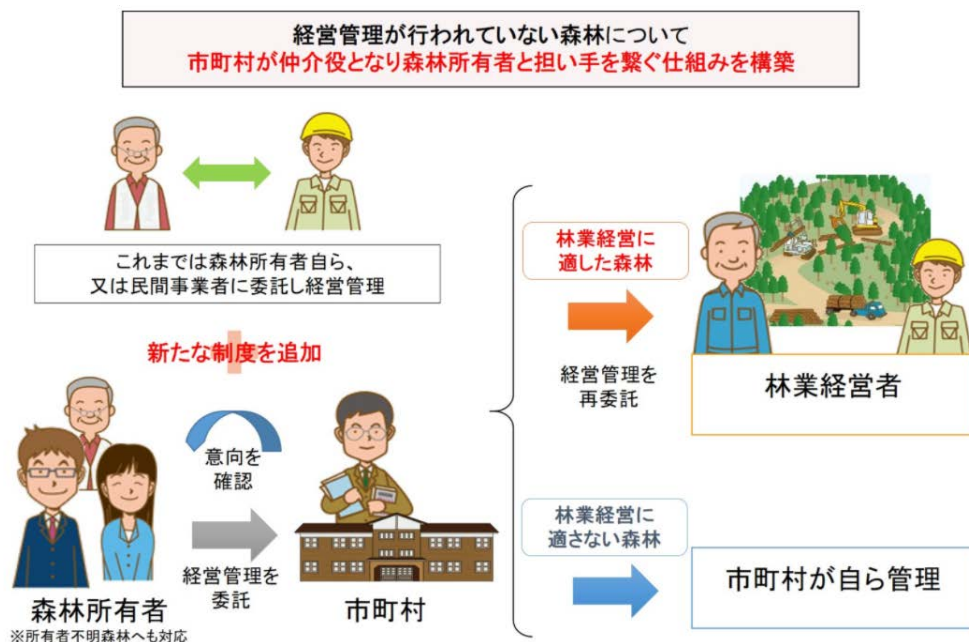 経営管理が行われていない森林について
市町村が仲介役となり森林所有者と担い手を繋ぐ仕組みを構築
これまでは森林所有者自ら、
又は民間事業者に委託し経営管理
新たな制度を追加
意向を
確認
経営管理を
委託
森林所有者
※所有者不明森林へも対応
市町村
林業経営に
適した森林
経営管理を
再委託
林業経営者
林業経営に
適さない森林
市町村が自ら管理